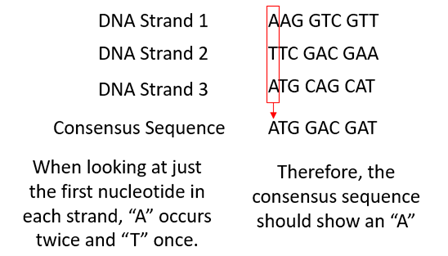 DNA Strand 1 AAG GTC GTT
DNA Strand 2 TTC GAC GAA
DNA Strand 3 ATG CAG CAT
Consensus Sequence ATG GAC GAT
When looking at just
the first nucleotide in
each strand, “A” occurs
twice and “T” once.
Therefore, the
consensus sequence
should show an “A”